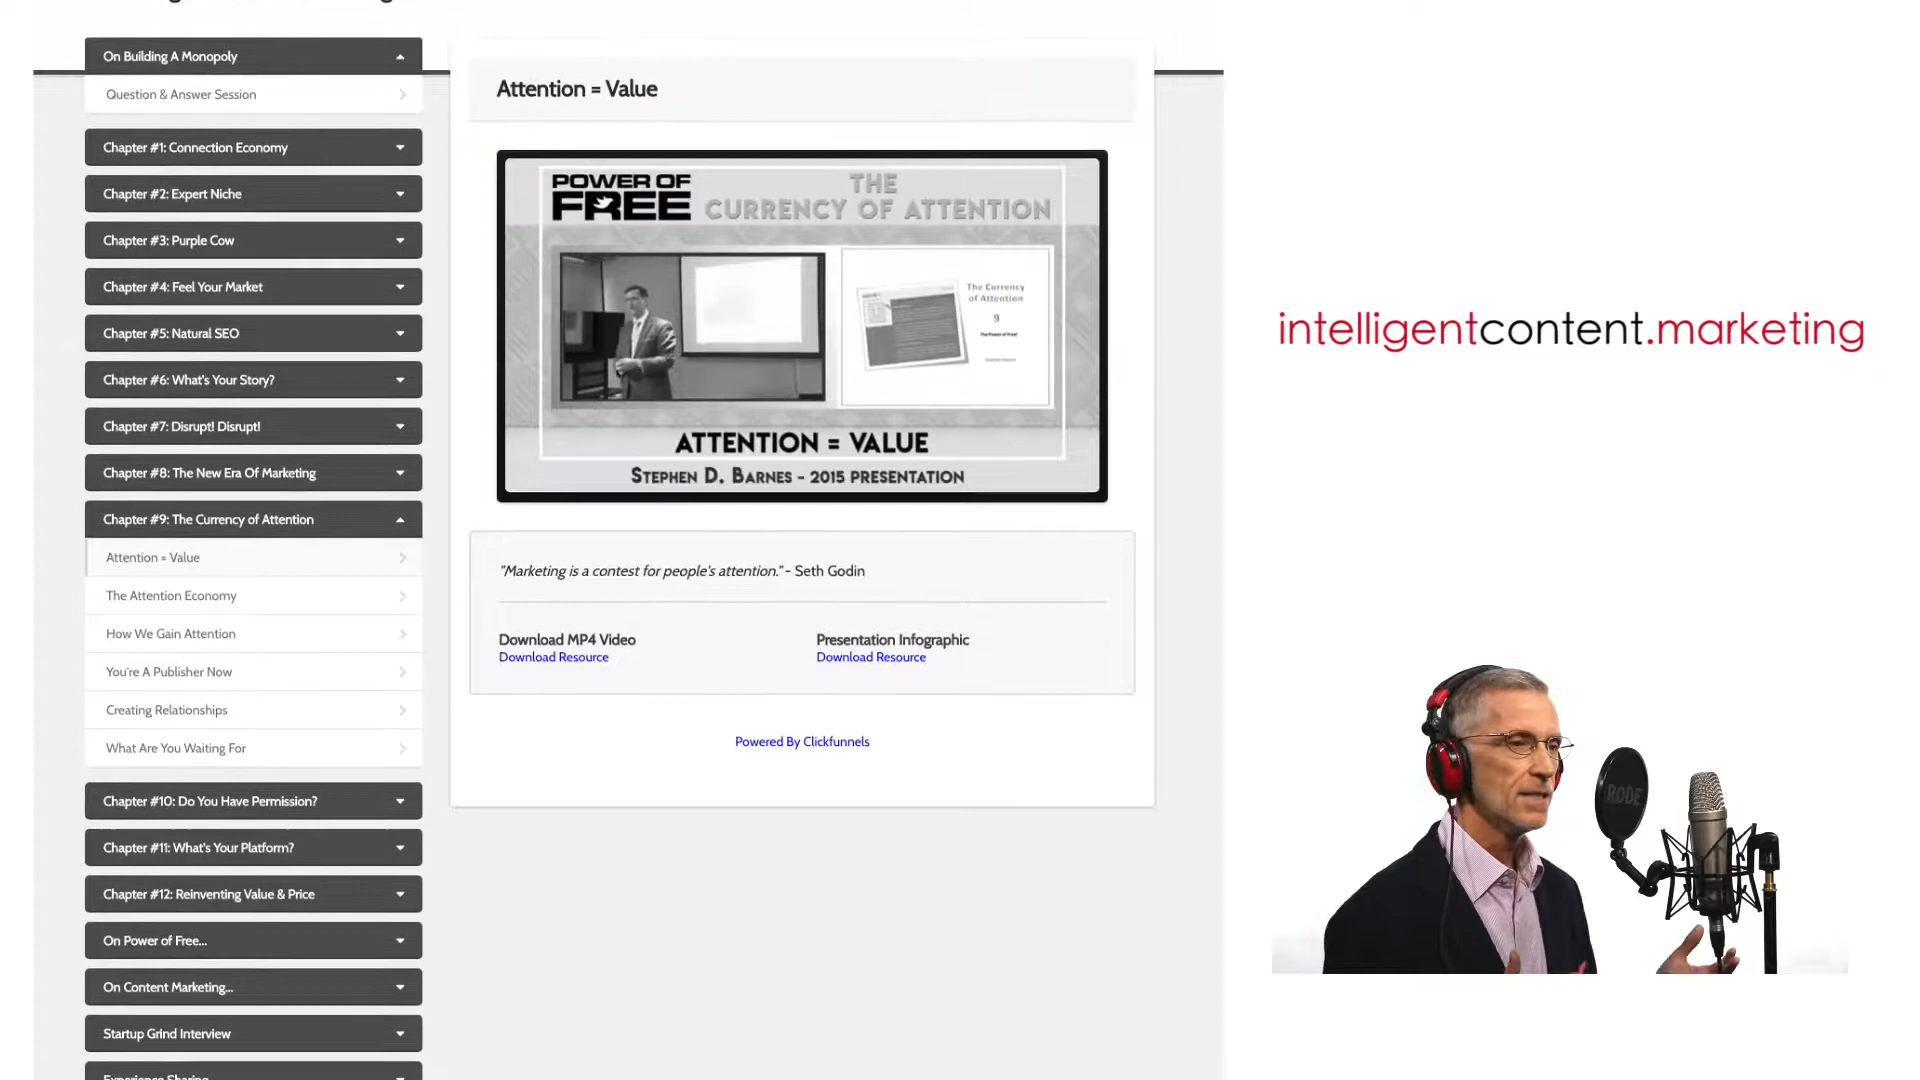 On Building A Monopoly
Question & Answer Session
Chapter #1: Connection Economy
Chapter #2: Expert Niche
Chapter #3: Purple Cow
Chapter #4: Feel Your Market
Chapter #5: Natural SEO
Chapter #6: What's Your Story?
Chapter #7: Disrupt! Disrupt!
Chapter #8: The New Era Of Marketing
Chapter #9: The Currency of Attention
Attention = Value
The Attention Economy
How We Gain Attention
You're A Publisher Now
Creating Relationships
What Are You Waiting For
Chapter #10: Do You Have Permission?
Chapter #11: What's Your Platform?
Chapter #12: Reinventing Value & Price
On Power of Free...
On Content Marketing...
Startup Grind Interview
Experience Sharing
Attention = Value
POWER OF
FREE
THE
CURRENCY OF ATTENTION
The Currency
of Attention
9
The Power of Free!
ATTENTION = VALUE
STEPHEN D. BARNES - 2015 PRESENTATION
"Marketing is a contest for people's attention." - Seth Godin
Download MP4 Video
Download Resource
Presentation Infographic
Download Resource
Powered By Clickfunnels
intelligentcontent.marketing
RODE